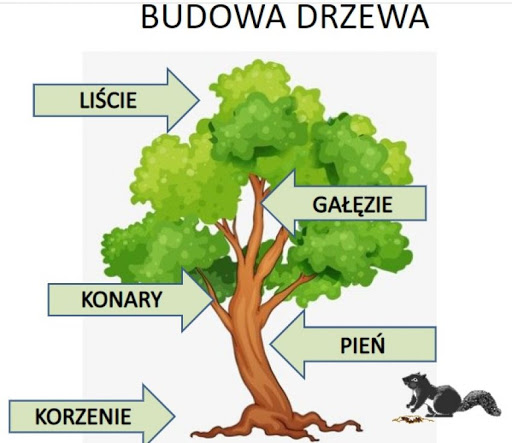 BUDOWA DRZEWA
LIŚCIE
GAŁĘZIE
KONARY
PIEŃ
KORZENIE